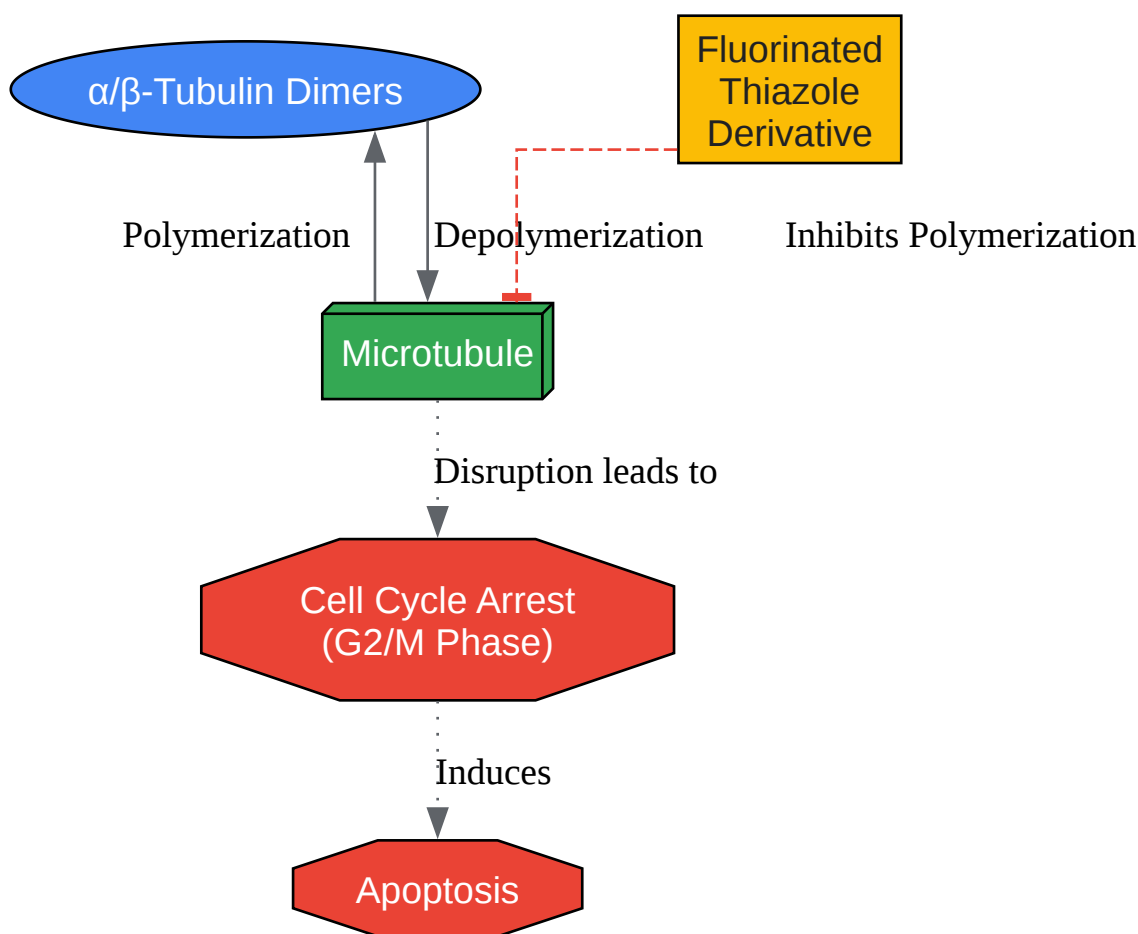 α/β-Tubulin Dimers
Fluorinated
Thiazole
Derivative
Polymerization
Depolymerization
Inhibits Polymerization
Microtubule
Disruption leads to
Cell Cycle Arrest
(G2/M Phase)
Induces
Apoptosis